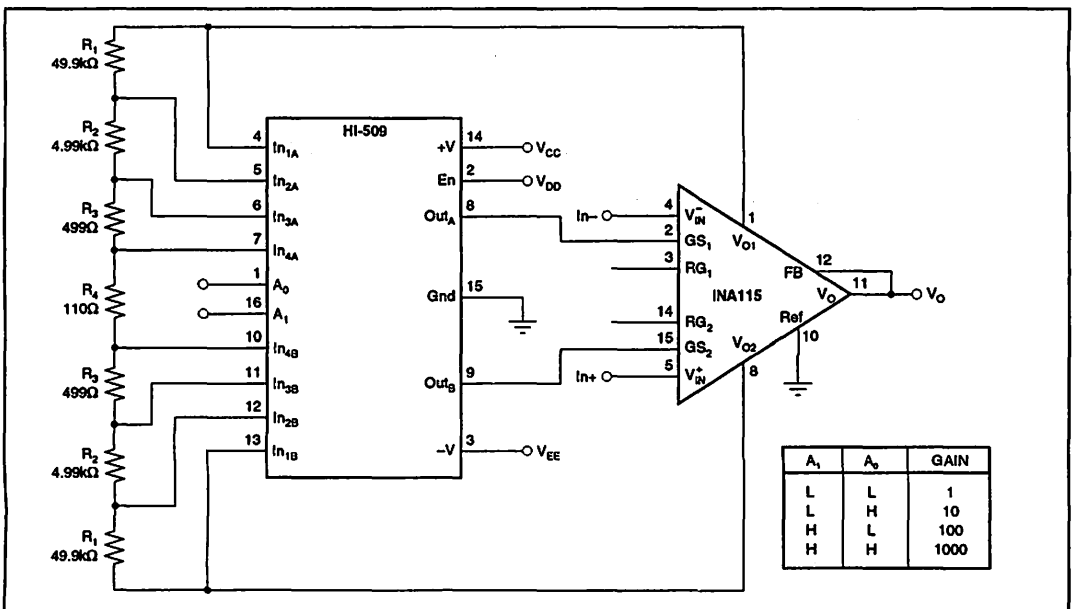 R1
49.9kΩ
R2
4.99kΩ
R3
499Ω
R4
110Ω
R3
499Ω
R2
4.99kΩ
R1
49.9kΩ
HI-509
4 In1A
5 In2A
6 In3A
7 In4A
1 A0
16 A1
10 In4B
11 In3B
12 In2B
13 In1B
+V 14 VCC
En 2 VDD
OutA 8
Gnd 15
OutB 9
–V 3 VEE
In– 4 V–IN
2 GS1
3 RG1
14 RG2
15 GS2
In+ 5 V+IN
INA115
1
VO1
FB 12
VO 11 VO
Ref
10
VO2
8
A1 A0 GAIN
L L 1
L H 10
H L 100
H H 1000